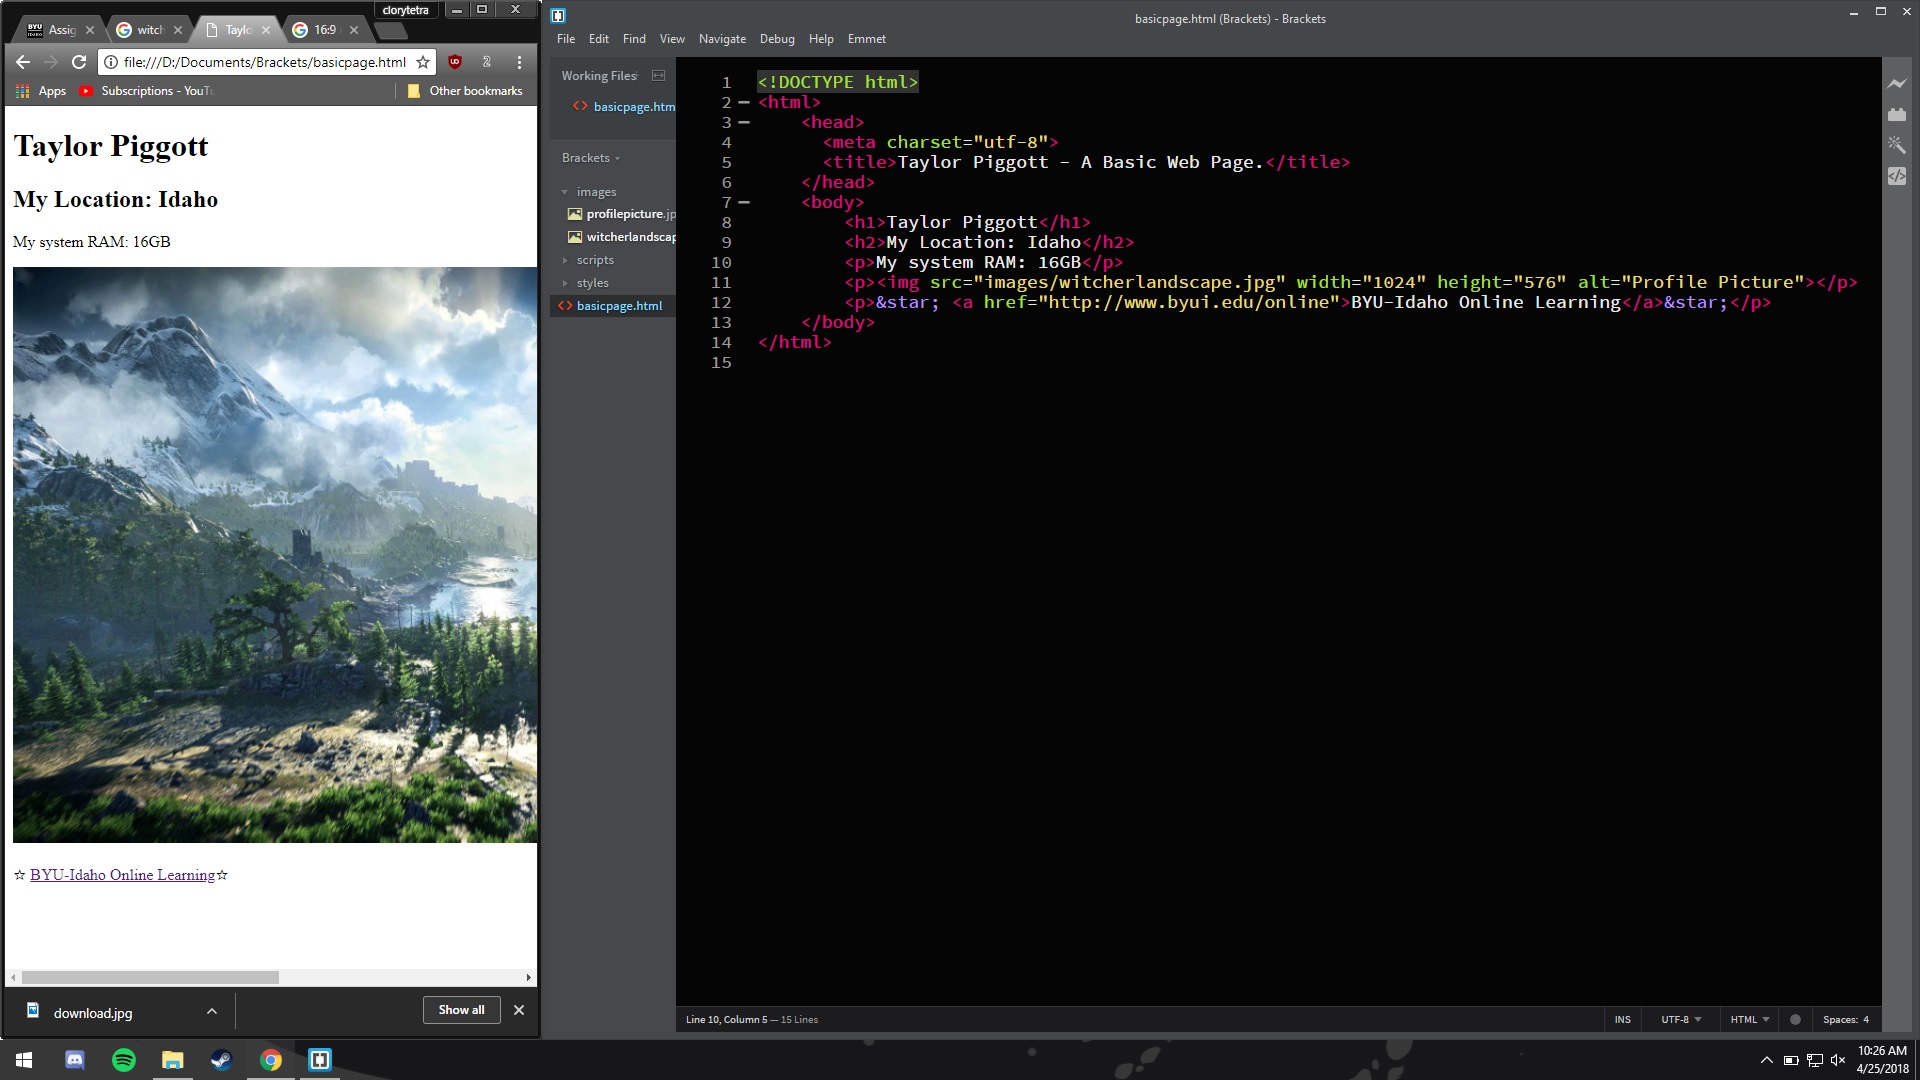 clorytetra
Assig
witch
Taylo
16:9
file:///D:/Documents/Brackets/basicpage.html
2
Apps
Subscriptions - YouTu
Other bookmarks
Taylor Piggott
My Location: Idaho
My system RAM: 16GB
☆ BYU-Idaho Online Learning☆
download.jpg
Show all
basicpage.html (Brackets) - Brackets
File Edit Find View Navigate Debug Help Emmet
Working Files
basicpage.htm
Brackets
images
profilepicture.jp
witcherlandscap
scripts
styles
basicpage.html
1 <!DOCTYPE html>
2 <html>
3 <head>
4 <meta charset="utf-8">
5 <title>Taylor Piggott - A Basic Web Page.</title>
6 </head>
7 <body>
8 <h1>Taylor Piggott</h1>
9 <h2>My Location: Idaho</h2>
10 <p>My system RAM: 16GB</p>
11 <p><img src="images/witcherlandscape.jpg" width="1024" height="576" alt="Profile Picture"></p>
12 <p>&star; <a href="http://www.byui.edu/online">BYU-Idaho Online Learning</a>&star;</p>
13 </body>
14 </html>
15
Line 10, Column 5 — 15 Lines
INS UTF-8 HTML Spaces: 4
10:26 AM
4/25/2018